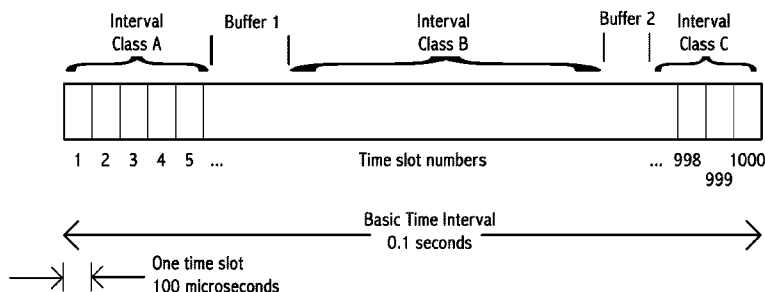 Interval
Class A
Buffer 1
Interval
Class B
Buffer 2
Interval
Class C
1 2 3 4 5 ... Time slot numbers ... 998 999 1000
Basic Time Interval
0.1 seconds
One time slot
100 microseconds